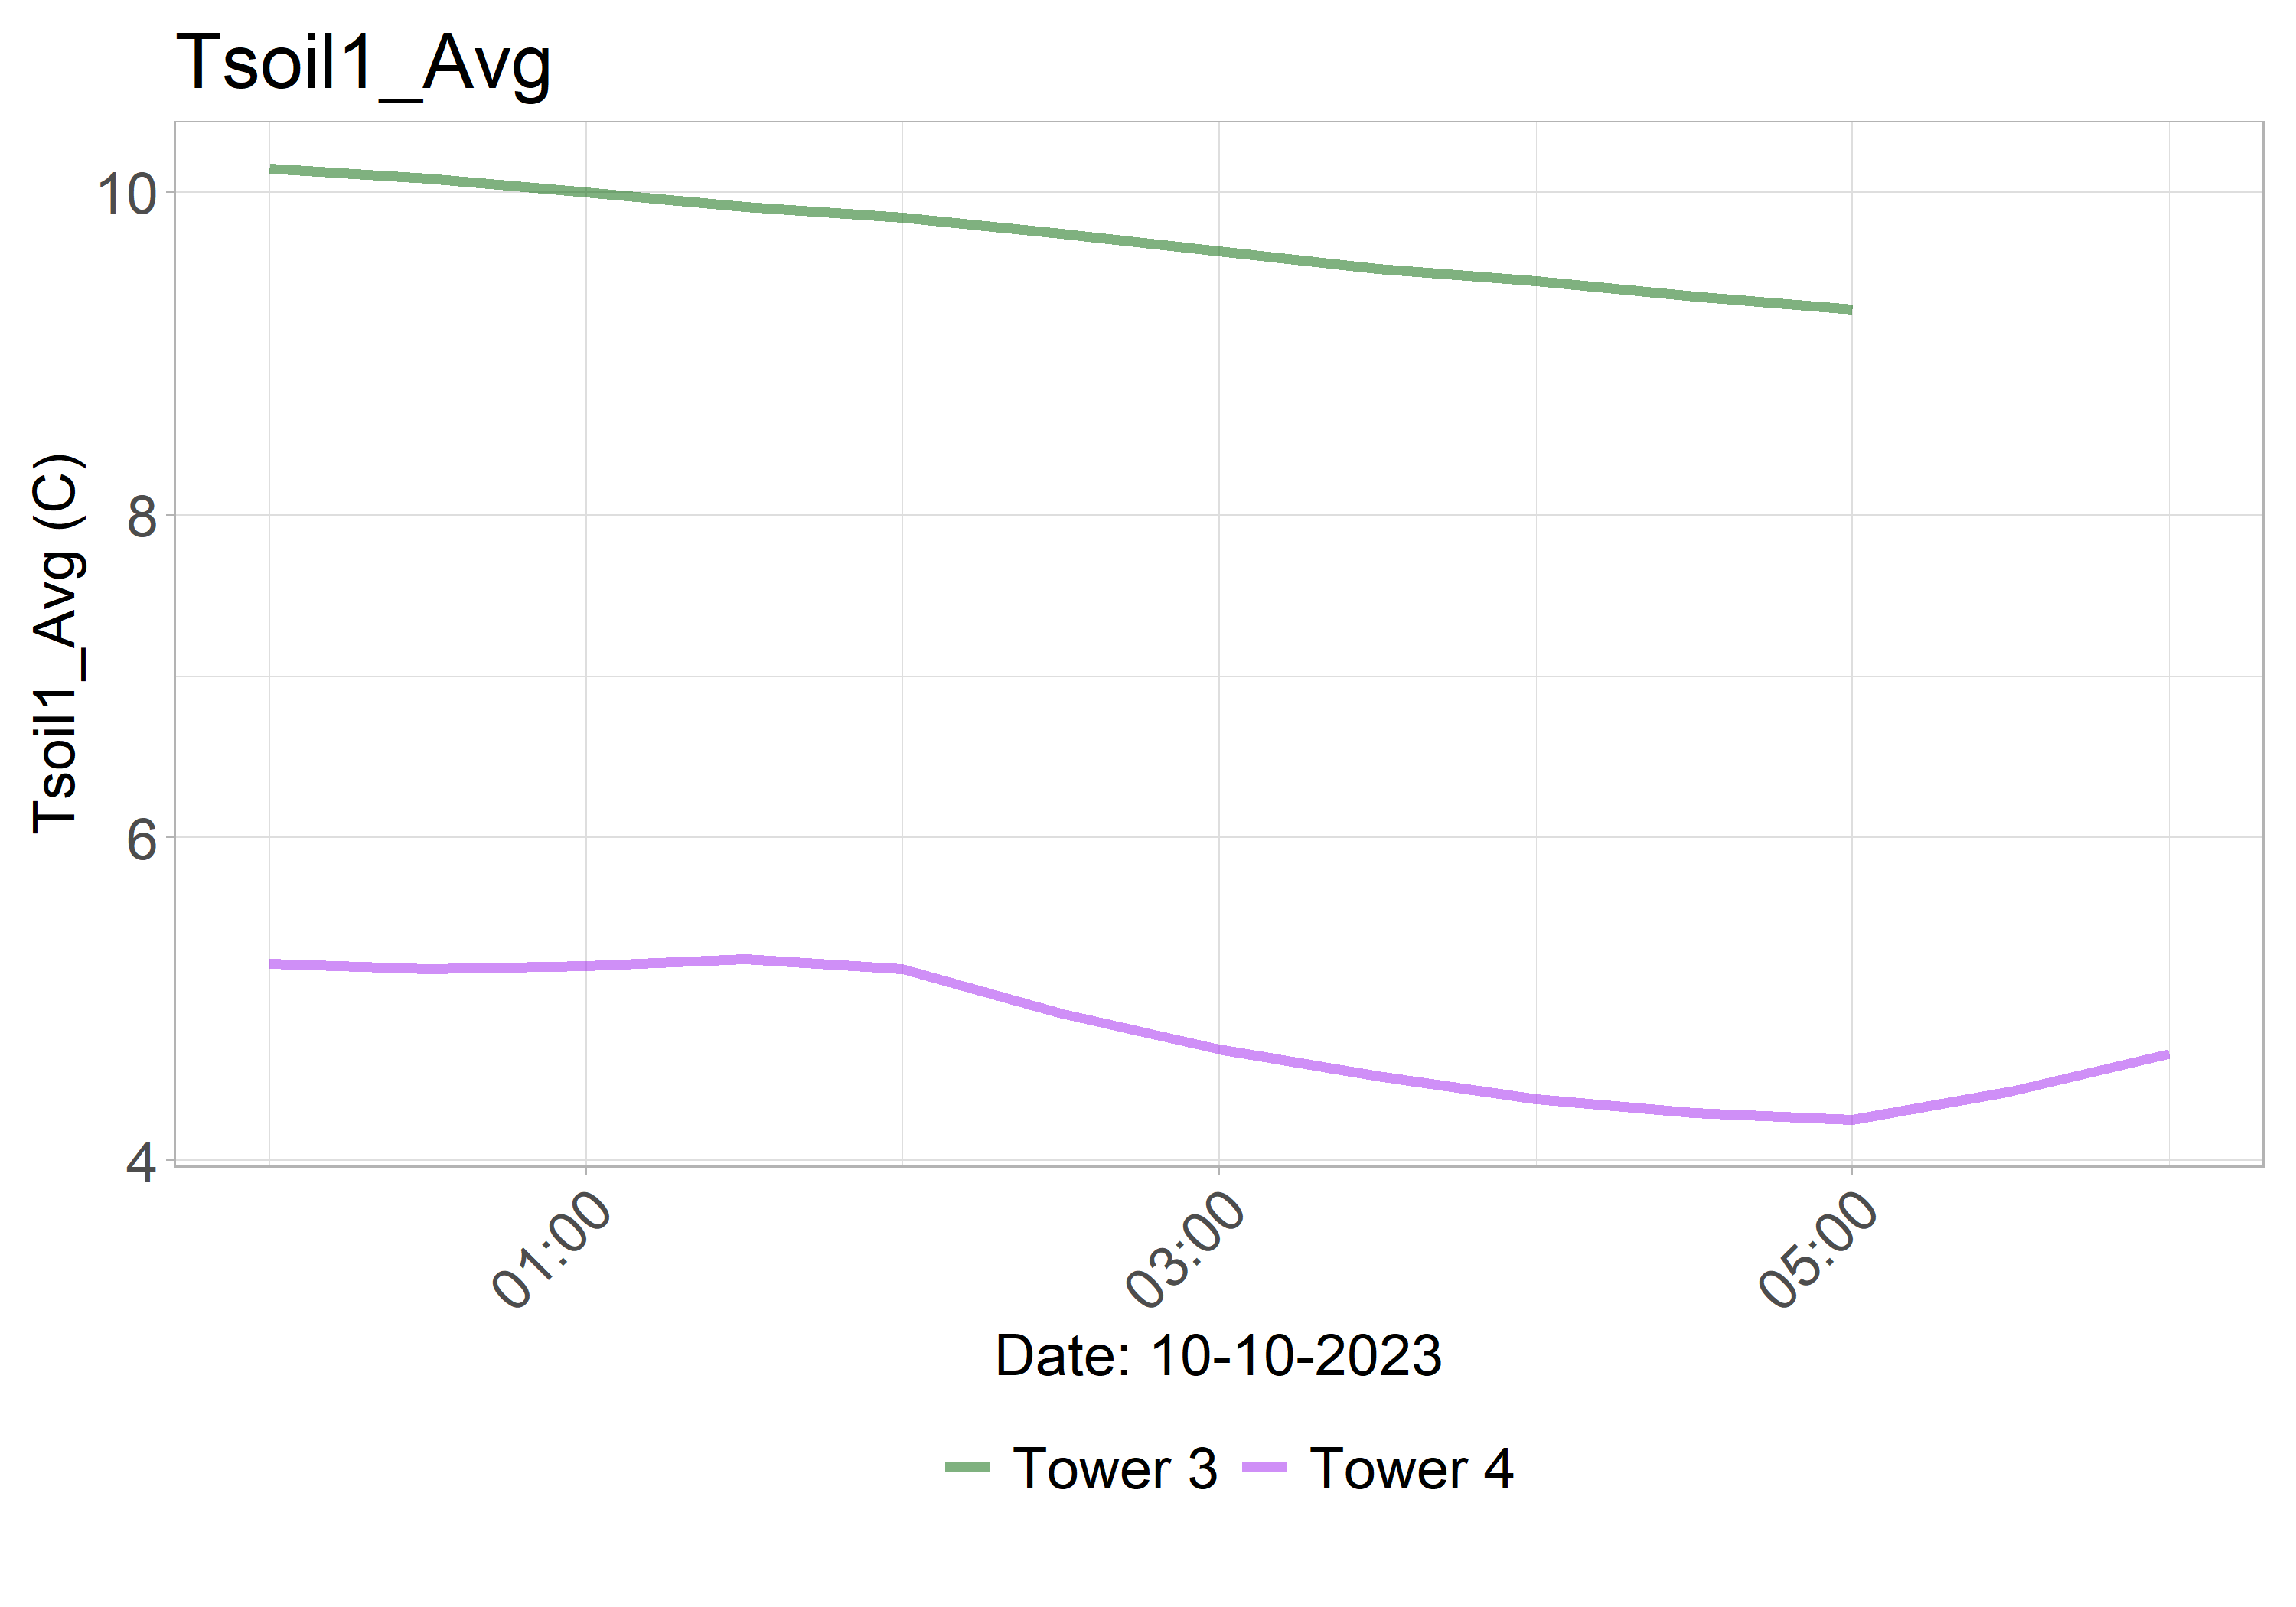 Tsoil1_Avg
Tsoil1_Avg (C)
10
8
6
4
01:00
03:00
05:00
Date: 10-10-2023
Tower 3
Tower 4